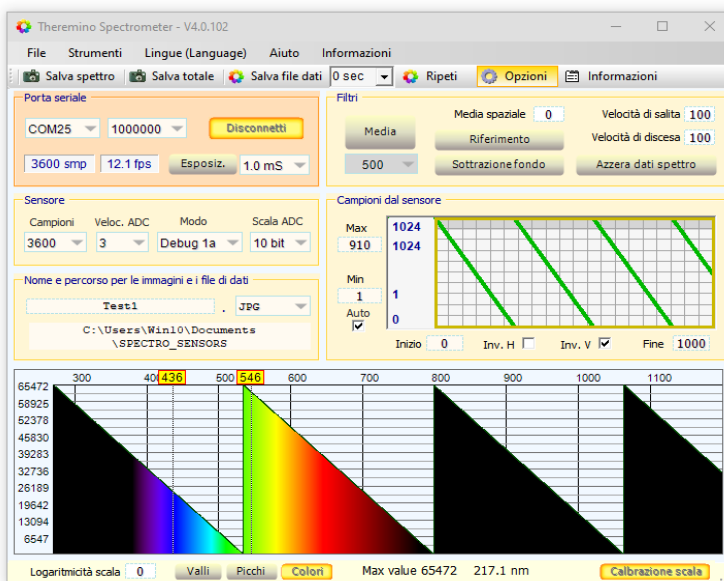 Theremino Spectrometer - V4.0.102
File Strumenti Lingue (Language) Aiuto Informazioni
Salva spettro Salva totale Salva file dati 0 sec Ripeti Opzioni Informazioni
Porta seriale
COM25 1000000 Disconnetti
3600 smp 12.1 fps Esposiz. 1.0 mS
Filtri
Media spaziale 0 Velocità di salita 100
Media Riferimento Velocità di discesa 100
500 Sottrazione fondo Azzera dati spettro
Sensore
Campioni Veloc. ADC Modo Scala ADC
3600 3 Debug 1a 10 bit
Campioni dal sensore
Max 1024
910 1024
Min
1 1
Auto 0
Inizio 0 Inv. H Inv. V Fine 1000
Nome e percorso per le immagini e i file di dati
Test1 . JPG
C:\Users\Win10\Documents
\SPECTRO_SENSORS
300 400 436 500 546 600 700 800 900 1000 1100
65472
58925
52378
45830
39283
32736
26189
19642
13094
6547
Logaritmicità scala 0 Valli Picchi Colori Max value 65472 217.1 nm Calbrazione scala